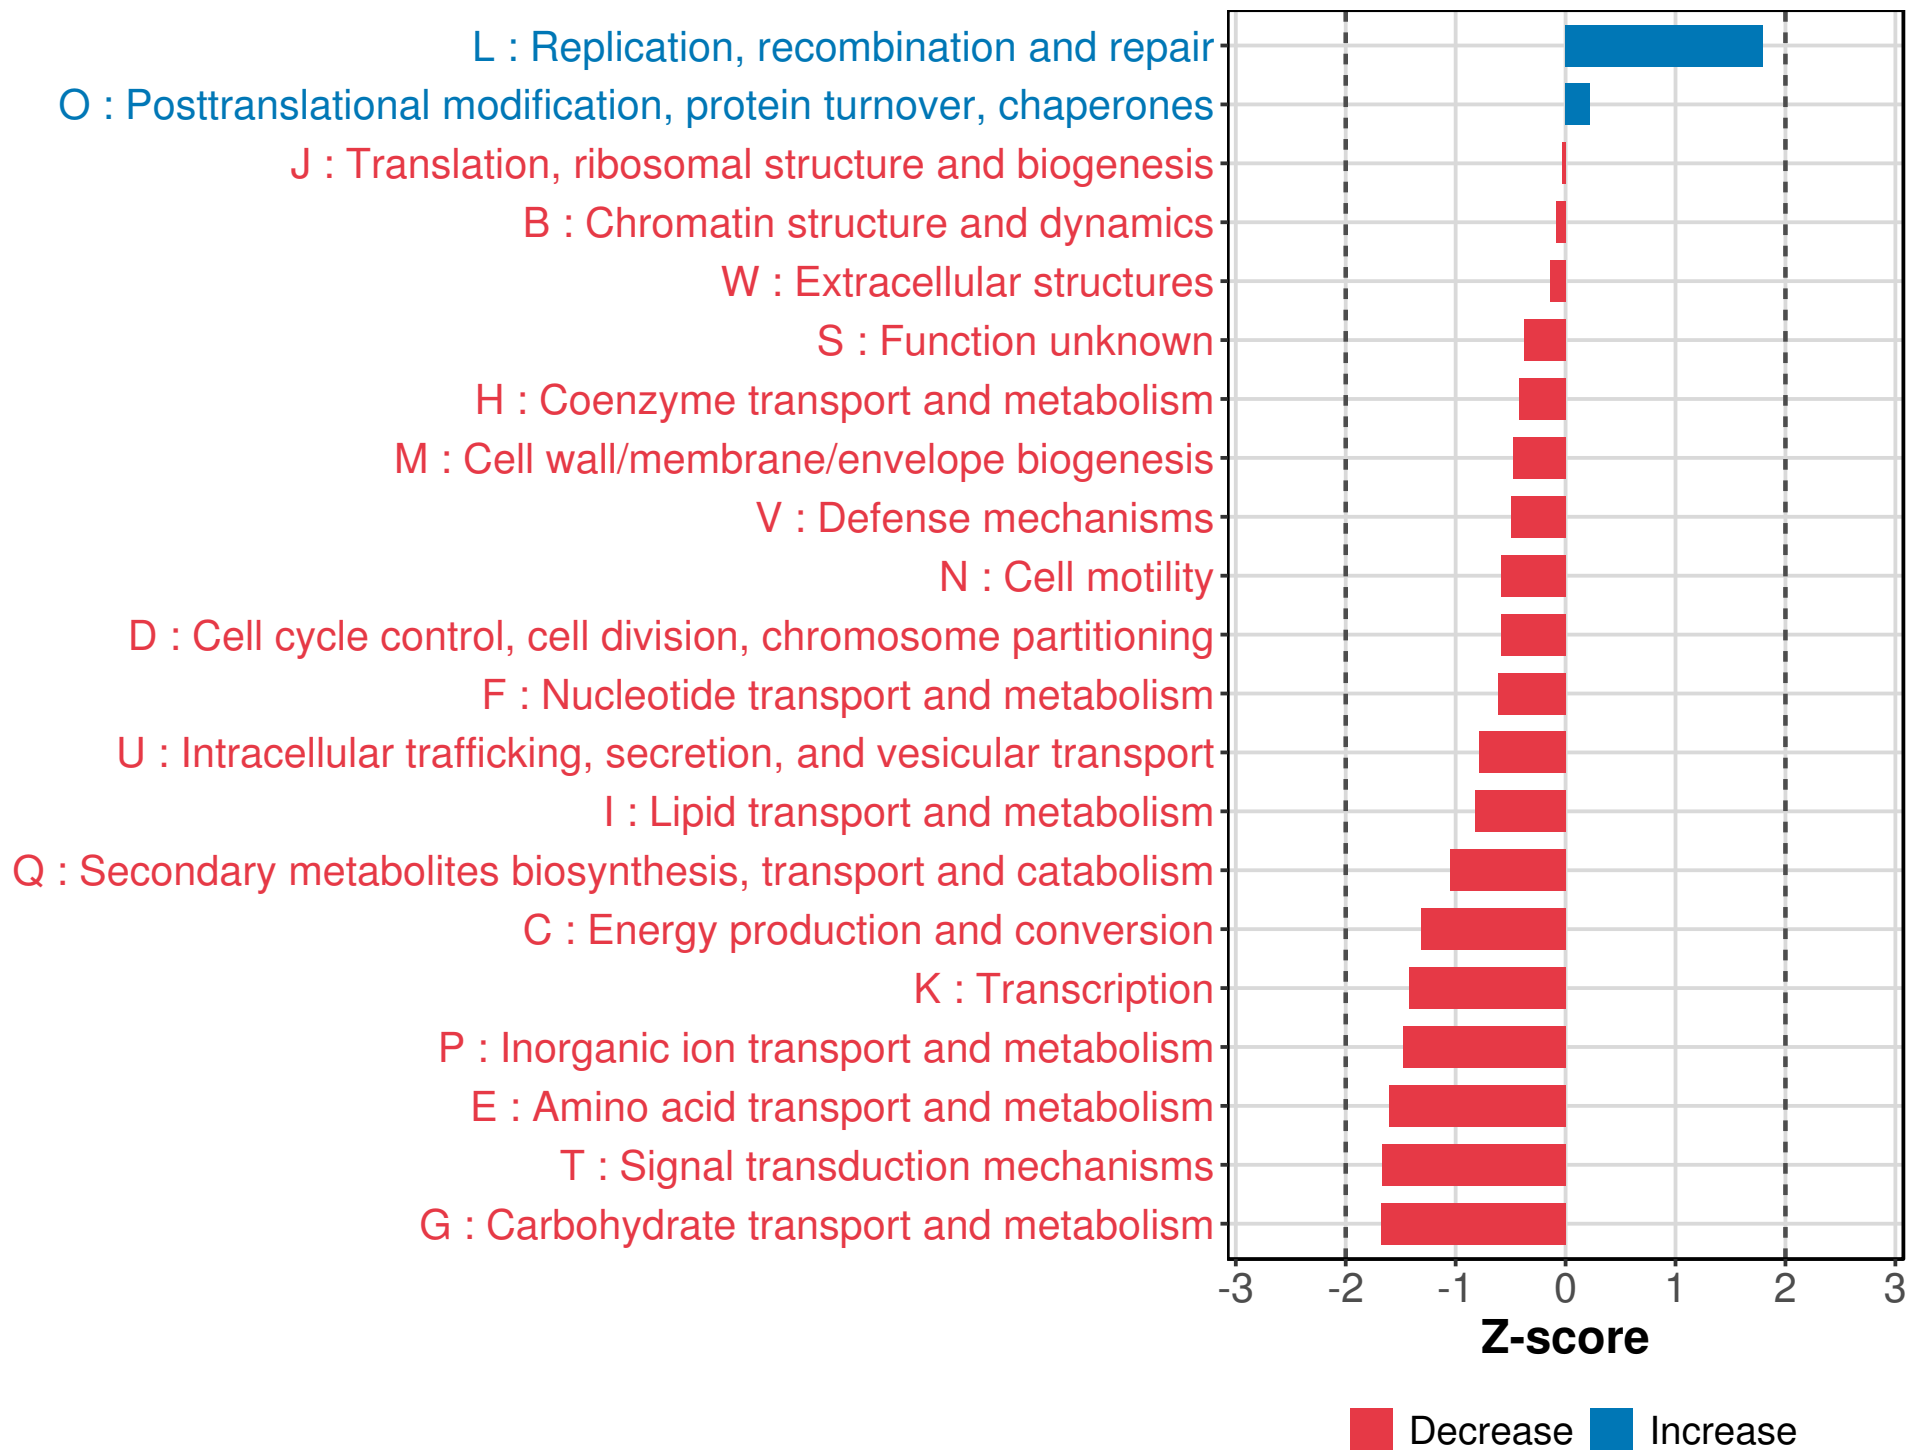 L : Replication, recombination and repair
O : Posttranslational modification, protein turnover, chaperones
J : Translation, ribosomal structure and biogenesis
B : Chromatin structure and dynamics
W : Extracellular structures
S : Function unknown
H : Coenzyme transport and metabolism
M : Cell wall/membrane/envelope biogenesis
V : Defense mechanisms
N : Cell motility
D : Cell cycle control, cell division, chromosome partitioning
F : Nucleotide transport and metabolism
U : Intracellular trafficking, secretion, and vesicular transport
I : Lipid transport and metabolism
Q : Secondary metabolites biosynthesis, transport and catabolism
C : Energy production and conversion
K : Transcription
P : Inorganic ion transport and metabolism
E : Amino acid transport and metabolism
T : Signal transduction mechanisms
G : Carbohydrate transport and metabolism
-3 -2 -1 0 1 2 3
Z-score
Decrease Increase